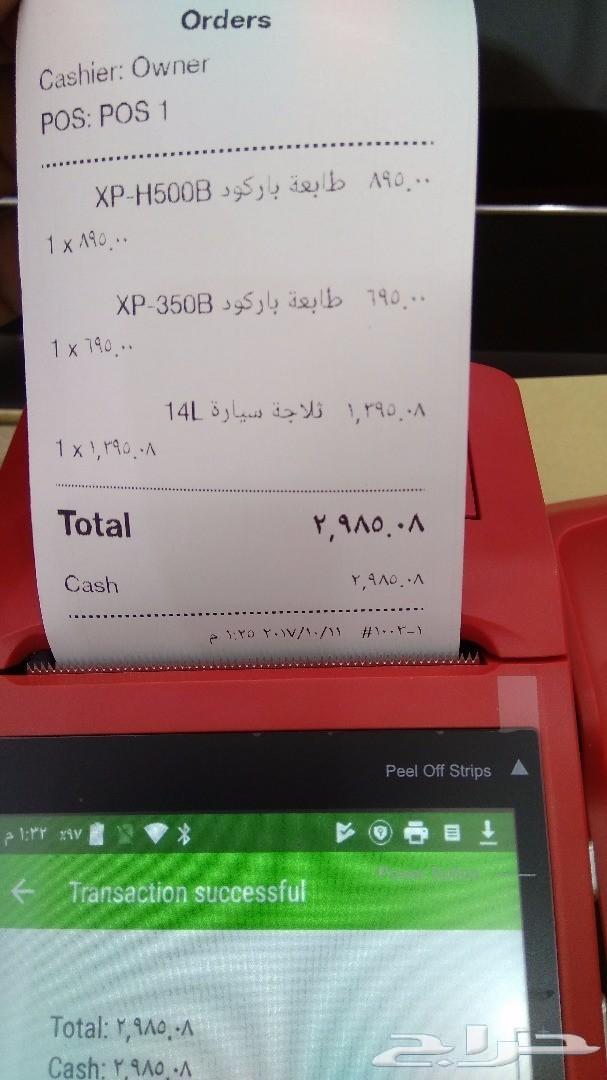 Orders
Cashier: Owner
POS: POS 1
طابعة باركود XP-H500B ٨٩٥.٠٠
1 x ٨٩٥.٠٠
طابعة باركود XP-350B ٦٩٥.٠٠
1 x ٦٩٥.٠٠
ثلاجة سيارة 14L ١,٣٩٥.٠٨
1 x ١,٣٩٥.٠٨
Total ٢,٩٨٥.٠٨
Cash ٢,٩٨٥.٠٨
٢٠١٧/١٠/١١ ١:٢٥ م #١-١٠٠٢
Peel Off Strips
١:٣٢ م ٩٧٪
Power Button
Transaction successful
Total: ٢,٩٨٥.٠٨
Cash: ٢,٩٨٥.٠٨
حراج